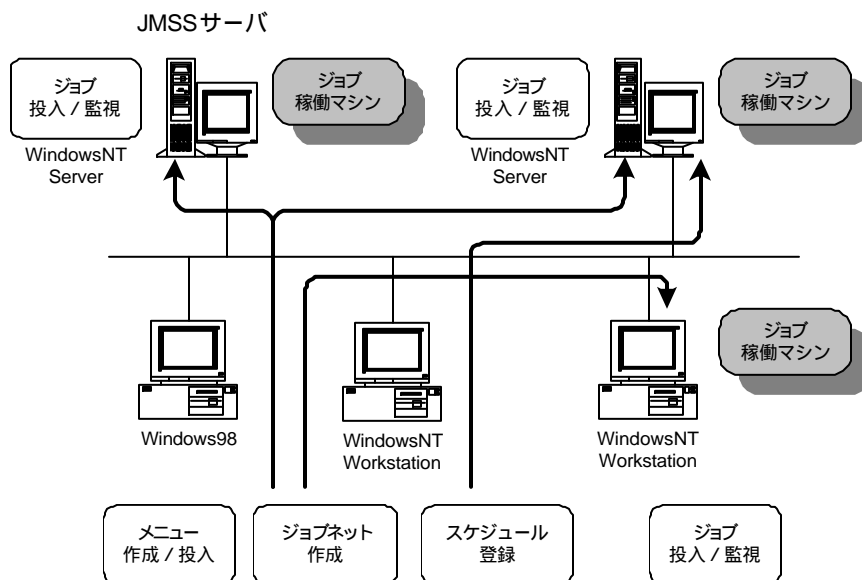 JMSSサーバ
ジョブ
投入 / 監視
ジョブ
稼働マシン
ジョブ
投入 / 監視
ジョブ
稼働マシン
WindowsNT
Server
WindowsNT
Server
ジョブ
稼働マシン
Windows98
WindowsNT
Workstation
WindowsNT
Workstation
メニュー
作成 / 投入
ジョブネット
作成
スケジュール
登録
ジョブ
投入 / 監視